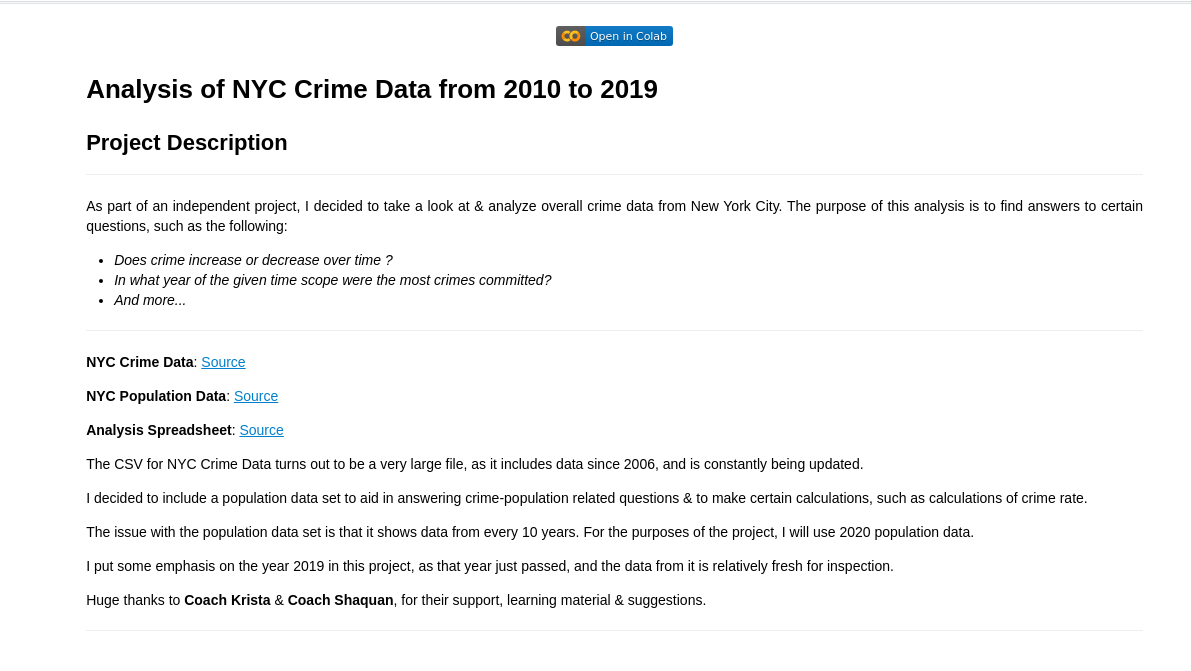 Open in Colab
Analysis of NYC Crime Data from 2010 to 2019
Project Description
As part of an independent project, I decided to take a look at & analyze overall crime data from New York City. The purpose of this analysis is to find answers to certain
questions, such as the following:
Does crime increase or decrease over time ?
In what year of the given time scope were the most crimes committed?
And more...
NYC Crime Data: Source
NYC Population Data: Source
Analysis Spreadsheet: Source
The CSV for NYC Crime Data turns out to be a very large file, as it includes data since 2006, and is constantly being updated.
I decided to include a population data set to aid in answering crime-population related questions & to make certain calculations, such as calculations of crime rate.
The issue with the population data set is that it shows data from every 10 years. For the purposes of the project, I will use 2020 population data.
I put some emphasis on the year 2019 in this project, as that year just passed, and the data from it is relatively fresh for inspection.
Huge thanks to Coach Krista & Coach Shaquan, for their support, learning material & suggestions.